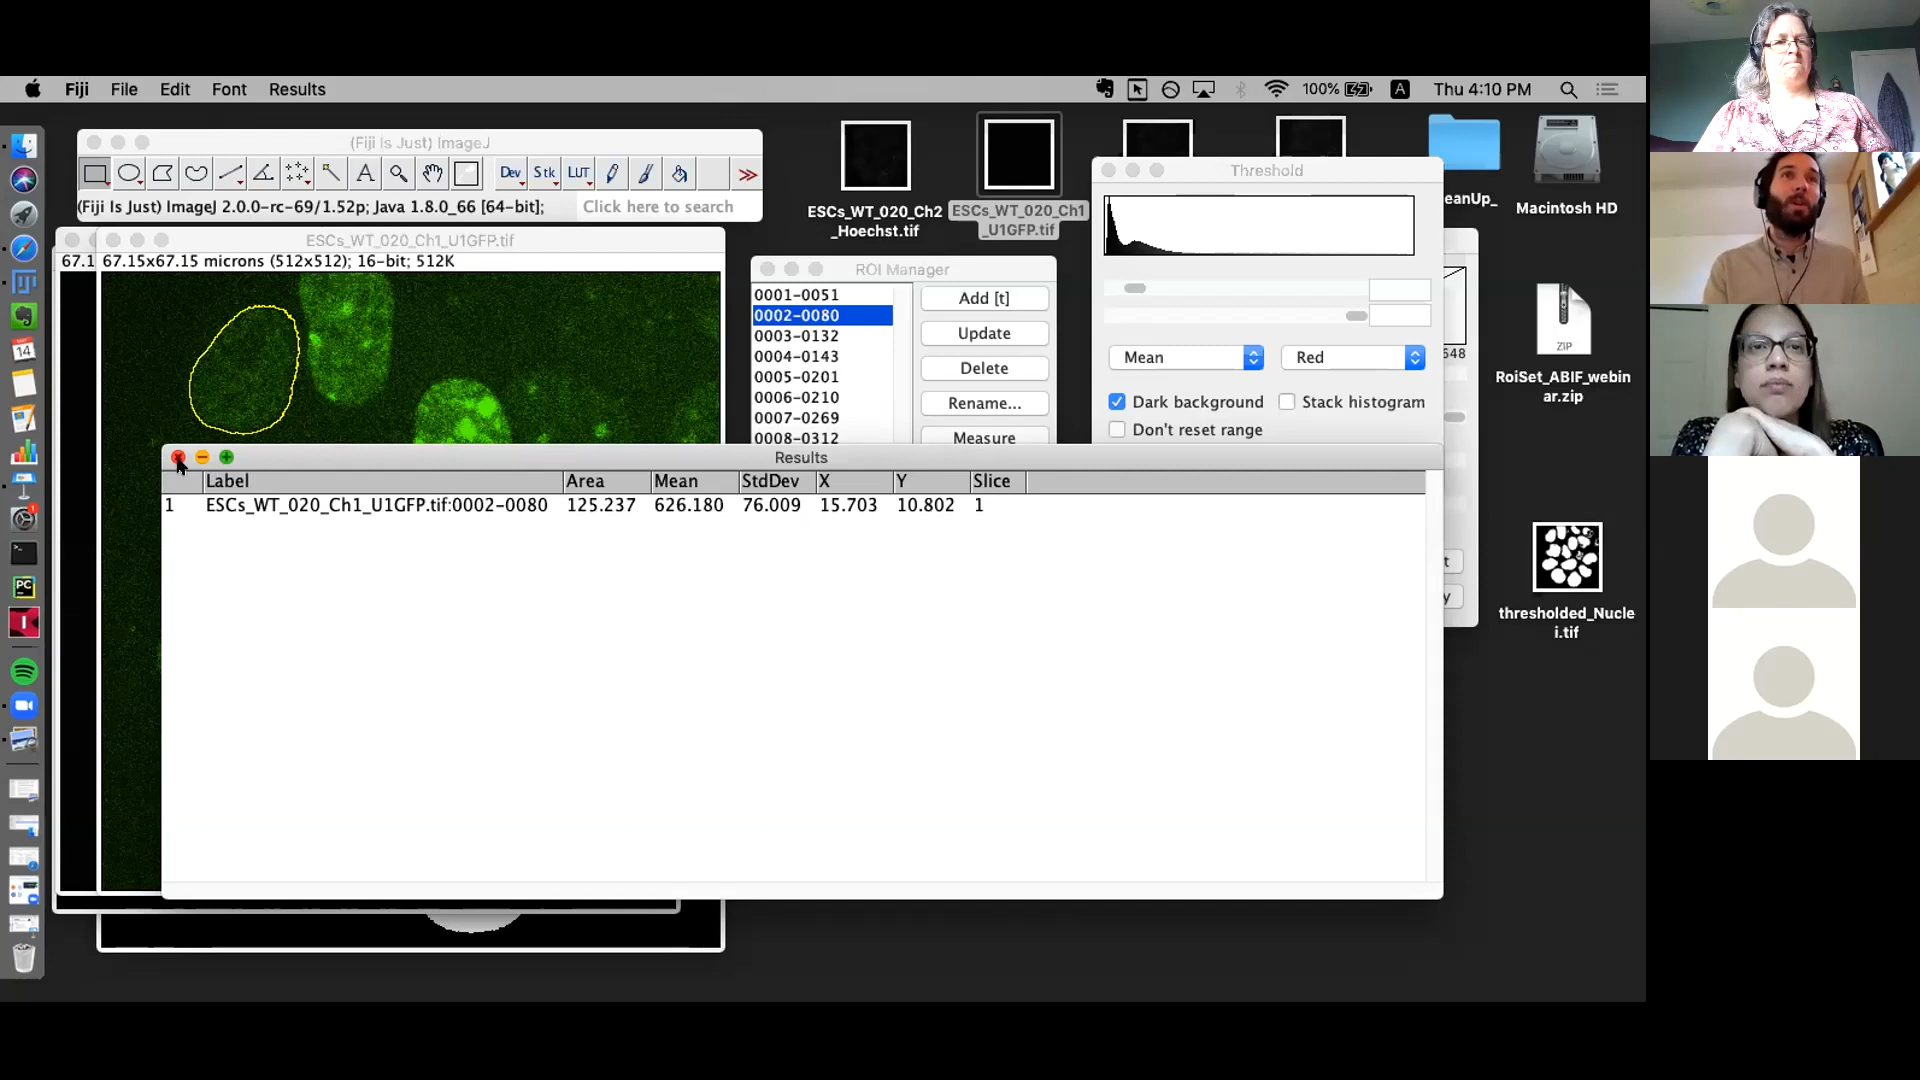 Fiji File Edit Font Results 100% A Thu 4:10 PM
(Fiji Is Just) ImageJ
A Dev Stk LUT
(Fiji Is Just) ImageJ 2.0.0-rc-69/1.52p; Java 1.8.0_66 [64-bit]; Click here to search
ESCs_WT_020_Ch2
_Hoechst.tif
ESCs_WT_020_Ch1
_U1GFP.tif
eanUp_
Macintosh HD
ESCs_WT_020_Ch1_U1GFP.tif
67.1
67.15x67.15 microns (512x512); 16-bit; 512K
ROI Manager
0001-0051
0002-0080
0003-0132
0004-0143
0005-0201
0006-0210
0007-0269
0008-0312
Add [t]
Update
Delete
Rename...
Measure
Threshold
Mean
Red
Dark background
Stack histogram
Don't reset range
648
ZIP
RoiSet_ABIF_webin
ar.zip
thresholded_Nucle
i.tif
t
y
14
1
PC
I
Results
Label Area Mean StdDev X Y Slice
1 ESCs_WT_020_Ch1_U1GFP.tif:0002-0080 125.237 626.180 76.009 15.703 10.802 1